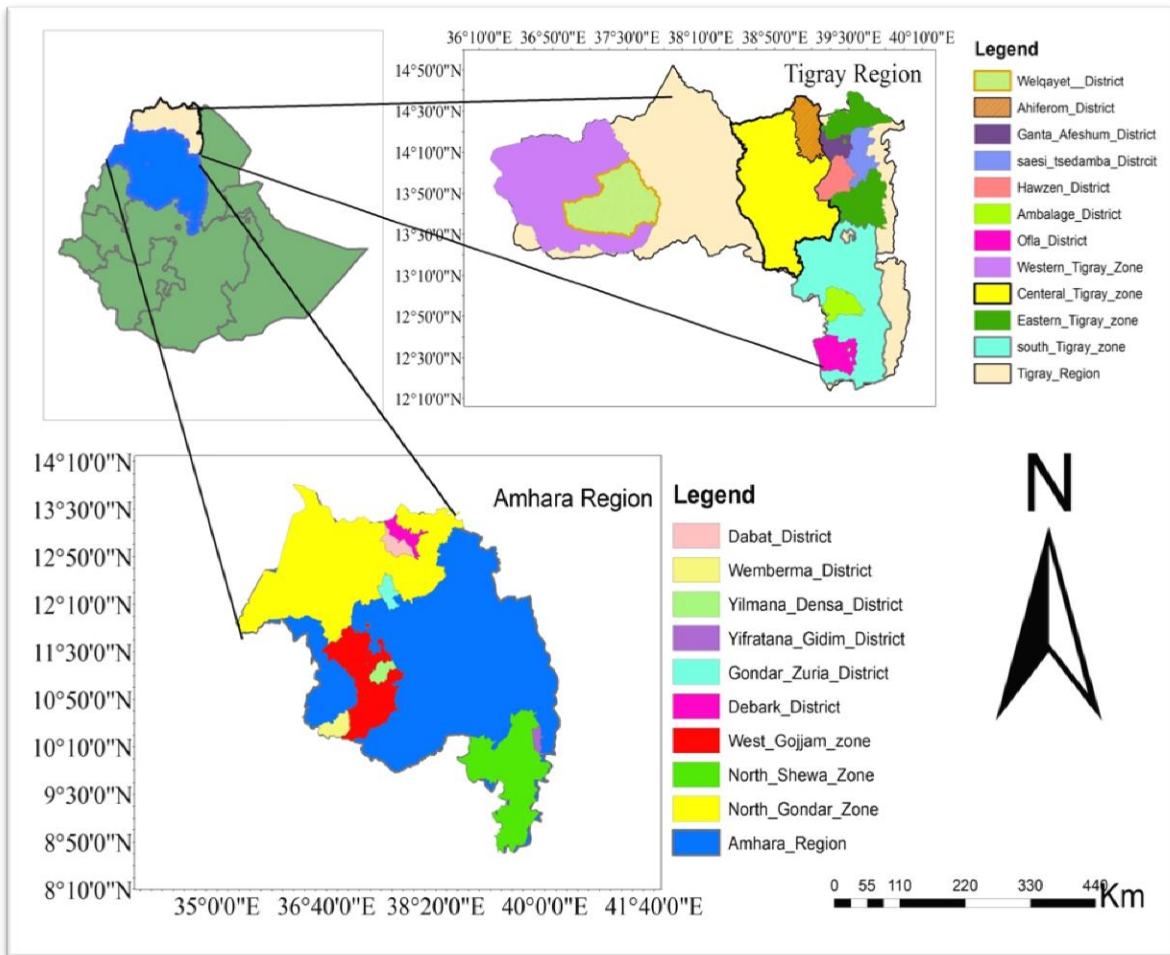 36°10'0"E 36°50'0"E 37°30'0"E 38°10'0"E 38°50'0"E 39°30'0"E 40°10'0"E
14°50'0"N
14°30'0"N
14°10'0"N
13°50'0"N
13°30'0"N
13°10'0"N
12°50'0"N
12°30'0"N
12°10'0"N
Tigray Region
Legend
Welqayet__District
Ahiferom_District
Ganta_Afeshum_District
saesi_tsedamba_Distrcit
Hawzen_District
Ambalage_District
Ofla_District
Western_Tigray_Zone
Centeral_Tigray_zone
Eastern_Tigray_zone
south_Tigray_zone
Tigray_Region
14°10'0"N
13°30'0"N
12°50'0"N
12°10'0"N
11°30'0"N
10°50'0"N
10°10'0"N
9°30'0"N
8°50'0"N
8°10'0"N
Amhara Region
35°0'0"E 36°40'0"E 38°20'0"E 40°0'0"E 41°40'0"E
Legend
Dabat_District
Wemberma_District
Yilmana_Densa_District
Yifratana_Gidim_District
Gondar_Zuria_District
Debark_District
West_Gojjam_zone
North_Shewa_Zone
North_Gondar_Zone
Amhara_Region
N
0 55 110 220 330 440
Km